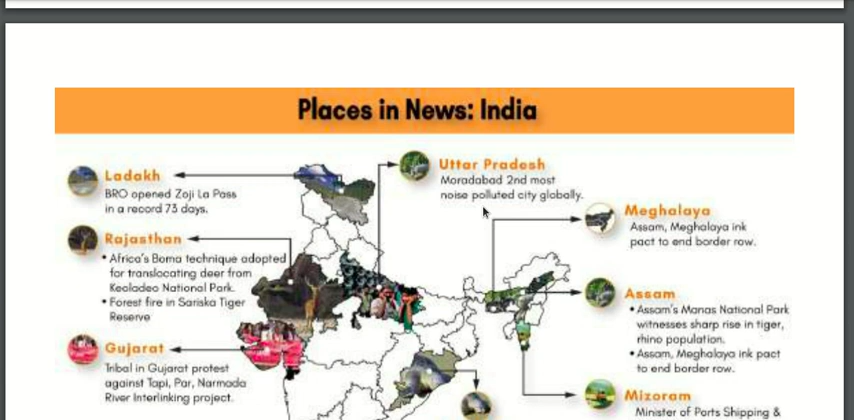 Places in News: India
Ladakh
BRO opened Zoji La Pass
in a record 73 days.
Uttar Pradesh
Moradabad 2nd most
noise polluted city globally.
Meghalaya
Assam, Meghalaya ink
pact to end border row.
Rajasthan
• Africa's Boma technique adopted
for translocating deer from
Keoladeo National Park.
• Forest fire in Sariska Tiger
Reserve
Assam
• Assam's Manas National Park
witnesses sharp rise in tiger,
rhino population.
• Assam, Meghalaya ink pact
to end border row.
Gujarat
Tribal in Gujarat protest
against Tapi, Par, Narmada
River Interlinking project.
Mizoram
Minister of Ports Shipping &